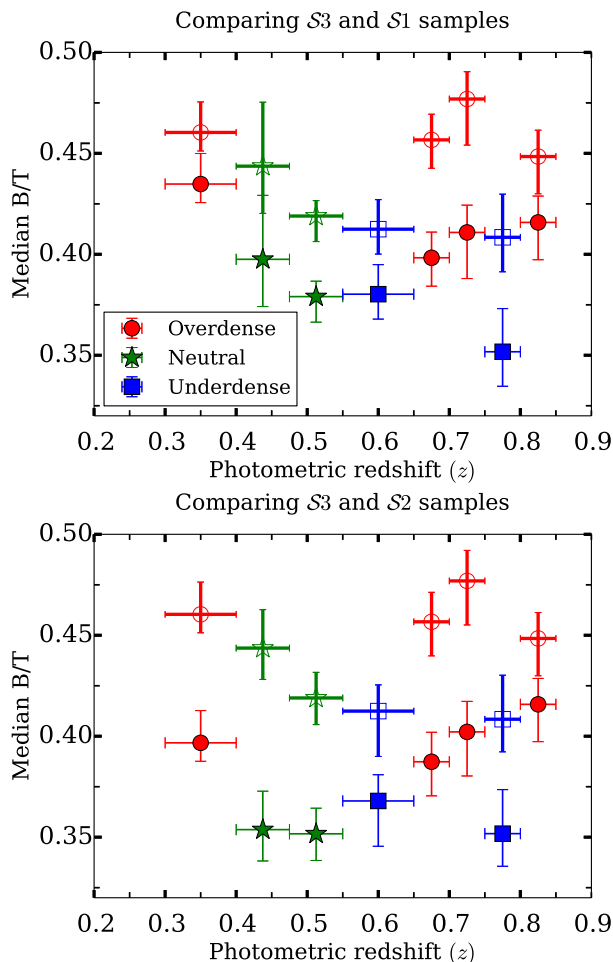 Comparing S3 and S1 samples
0.50
0.45
0.40
0.35
Median B/T
Overdense
Neutral
Underdense
0.2 0.3 0.4 0.5 0.6 0.7 0.8 0.9
Photometric redshift (z)
Comparing S3 and S2 samples
0.50
0.45
0.40
0.35
Median B/T
0.2 0.3 0.4 0.5 0.6 0.7 0.8 0.9
Photometric redshift (z)